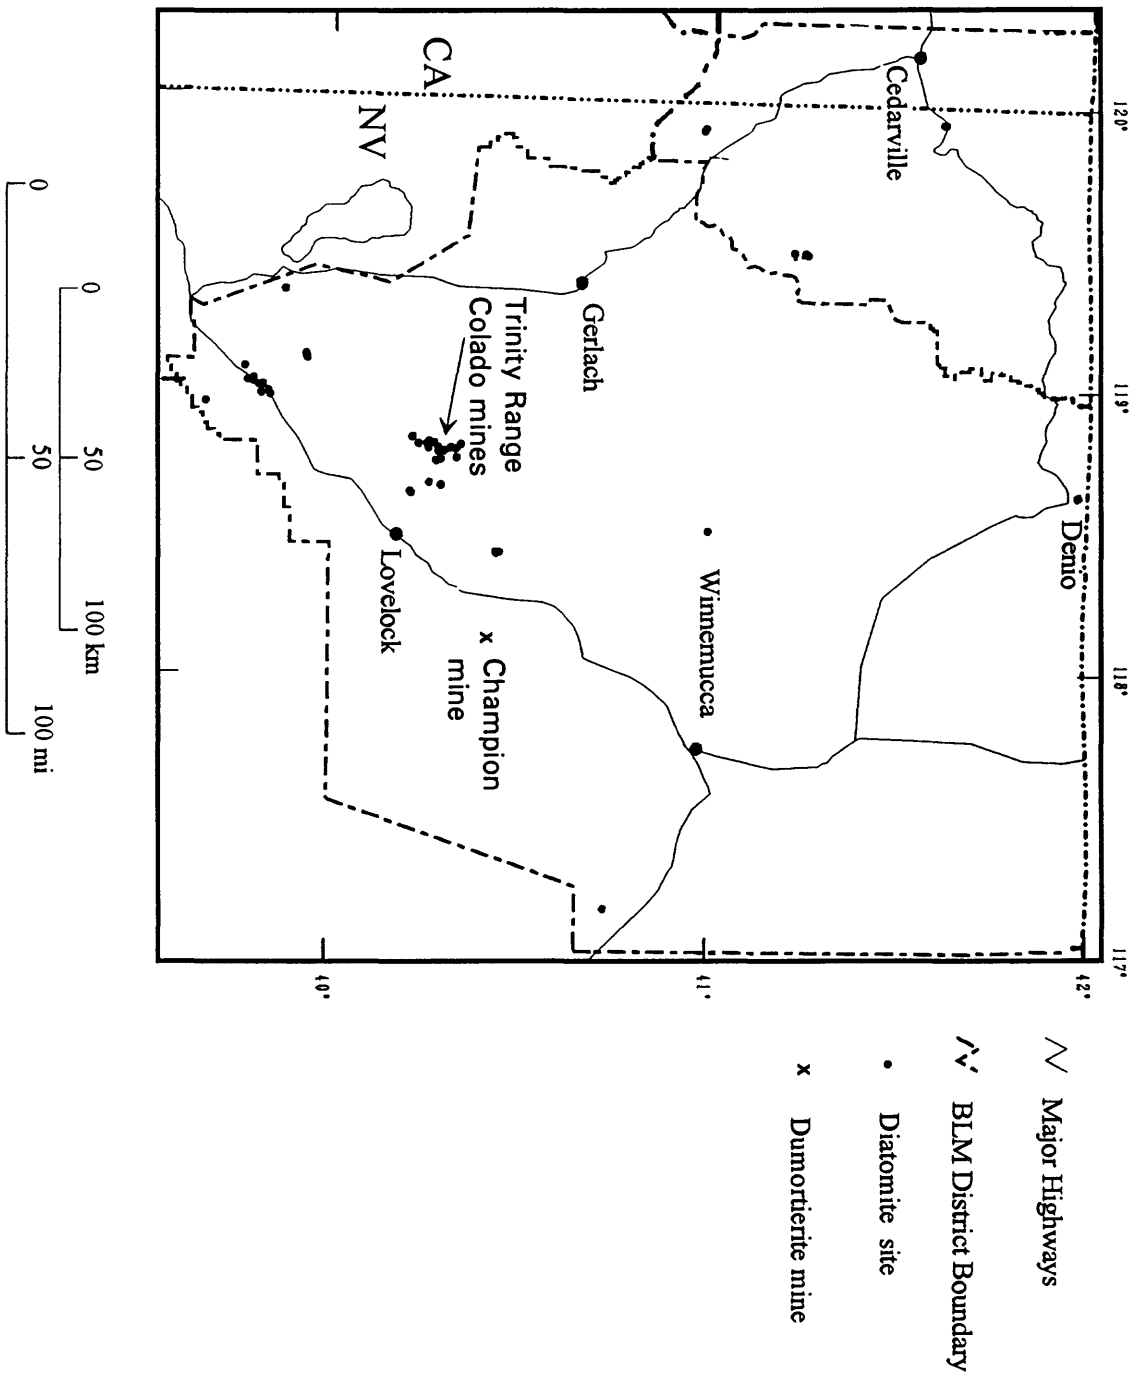 120°
119°
118°
117°
42°
41°
40°
Cedarville
Denio
CA
NV
Gerlach
Winnemucca
Trinity Range
Colado mines
Champion
mine
x
Lovelock
0 50 100 km
0 50 100 mi
Major Highways
BLM District Boundary
Diatomite site
x Dumortierite mine